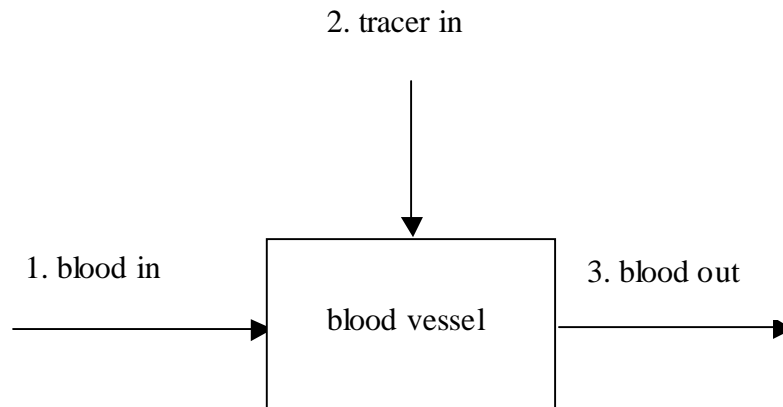 2. tracer in
1. blood in
3. blood out
blood vessel